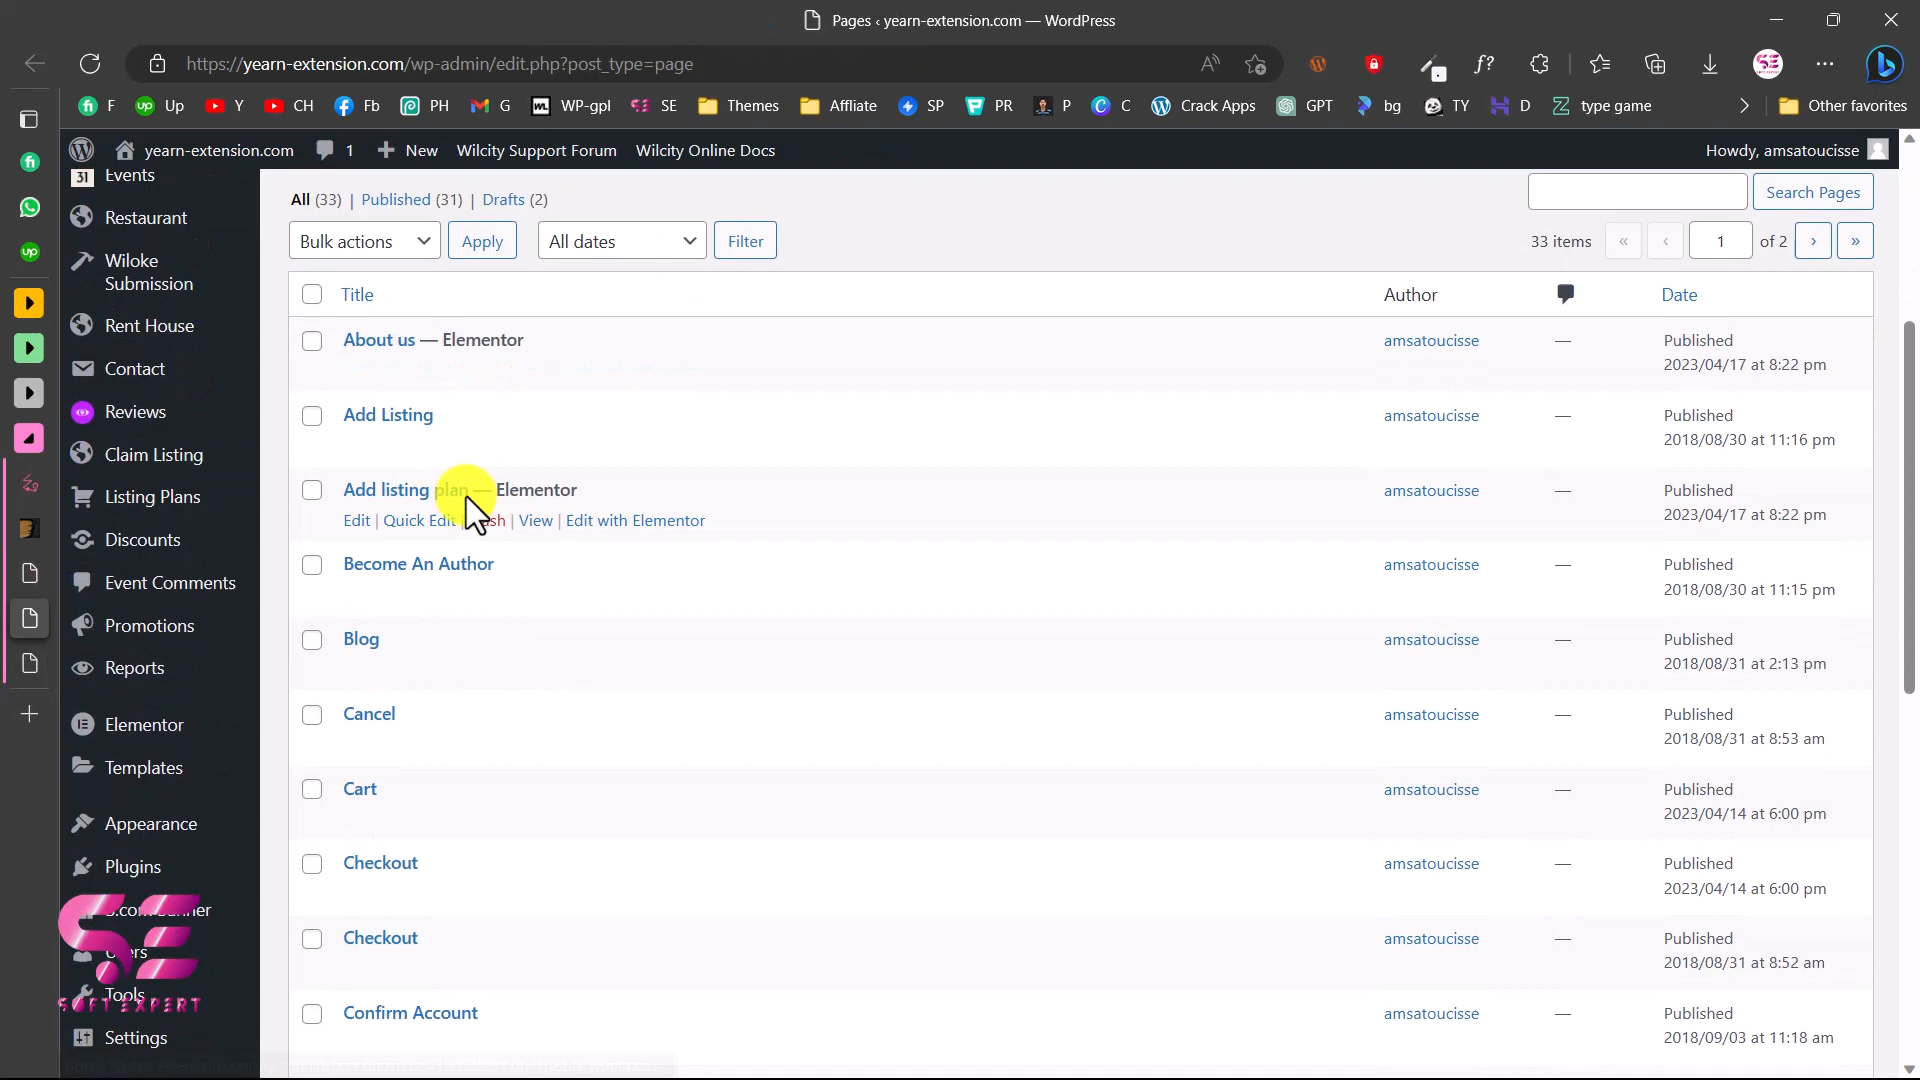 Pages ‹ yearn-extension.com — WordPress
https://yearn-extension.com/wp-admin/edit.php?post_type=page
F Up Y CH Fb PH G WP-gpl SE Themes Affliate SP PR P C Crack Apps GPT bg TY D type game Other favorites
yearn-extension.com 1 New Wilcity Support Forum Wilcity Online Docs Howdy, amsatoucisse
Events
Restaurant
Wiloke
Submission
Rent House
Contact
Reviews
Claim Listing
Listing Plans
Discounts
Event Comments
Promotions
Reports
Elementor
Templates
Appearance
Plugins
Tools
Settings
SE
SOFT EXPERT
All (33) | Published (31) | Drafts (2)
Search Pages
Bulk actions Apply All dates Filter 33 items « ‹ 1 of 2 › »
Title Author Date
About us — Elementor amsatoucisse — Published
2023/04/17 at 8:22 pm
Add Listing amsatoucisse — Published
2018/08/30 at 11:16 pm
Add listing plan — Elementor amsatoucisse — Published
Edit | Quick Edit | View | Edit with Elementor 2023/04/17 at 8:22 pm
Become An Author amsatoucisse — Published
2018/08/30 at 11:15 pm
Blog amsatoucisse — Published
2018/08/31 at 2:13 pm
Cancel amsatoucisse — Published
2018/08/31 at 8:53 am
Cart amsatoucisse — Published
2023/04/14 at 6:00 pm
Checkout amsatoucisse — Published
2023/04/14 at 6:00 pm
Checkout amsatoucisse — Published
2018/08/31 at 8:52 am
Confirm Account amsatoucisse — Published
2018/09/03 at 11:18 am